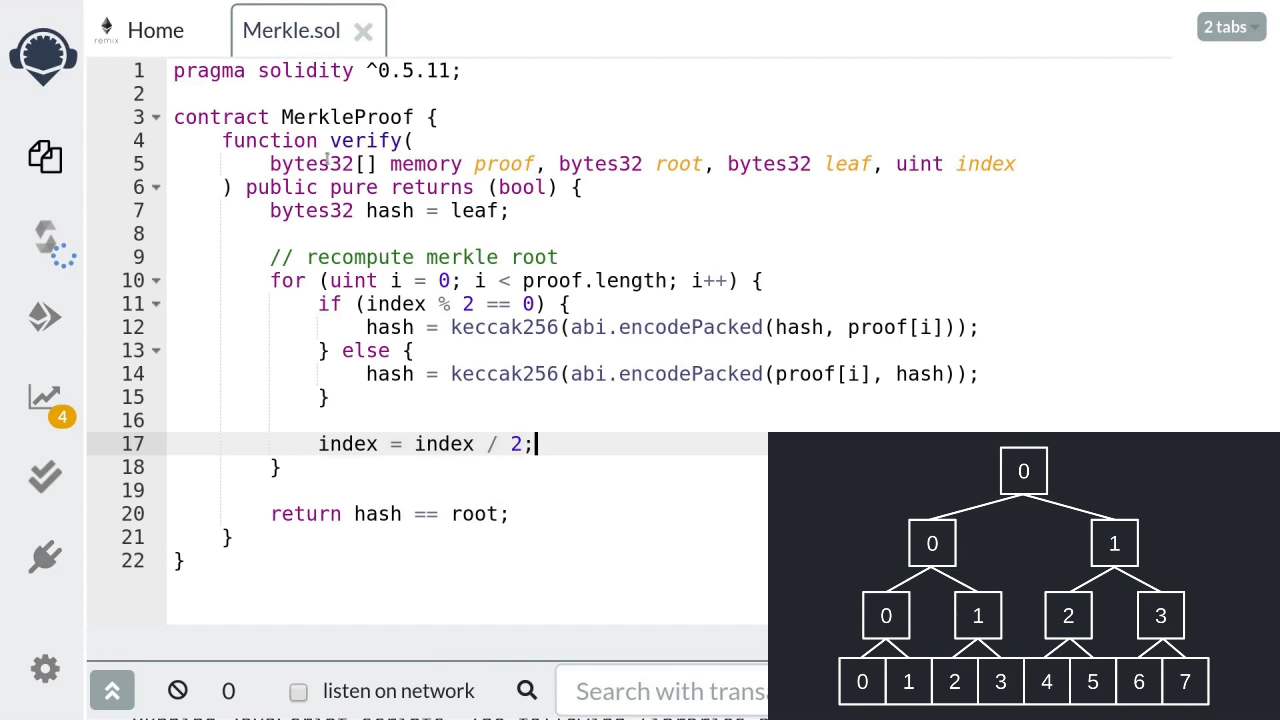 remix Home Merkle.sol 2 tabs
1 pragma solidity ^0.5.11;
2
3 contract MerkleProof {
4 function verify(
5 bytes32[] memory proof, bytes32 root, bytes32 leaf, uint index
6 ) public pure returns (bool) {
7 bytes32 hash = leaf;
8
9 // recompute merkle root
10 for (uint i = 0; i < proof.length; i++) {
11 if (index % 2 == 0) {
12 hash = keccak256(abi.encodePacked(hash, proof[i]));
13 } else {
14 hash = keccak256(abi.encodePacked(proof[i], hash));
15 }
16
17 index = index / 2;
18 }
19
20 return hash == root;
21 }
22 }
4
0
0 1
0 1 2 3
0 1 2 3 4 5 6 7
0 listen on network Search with transa